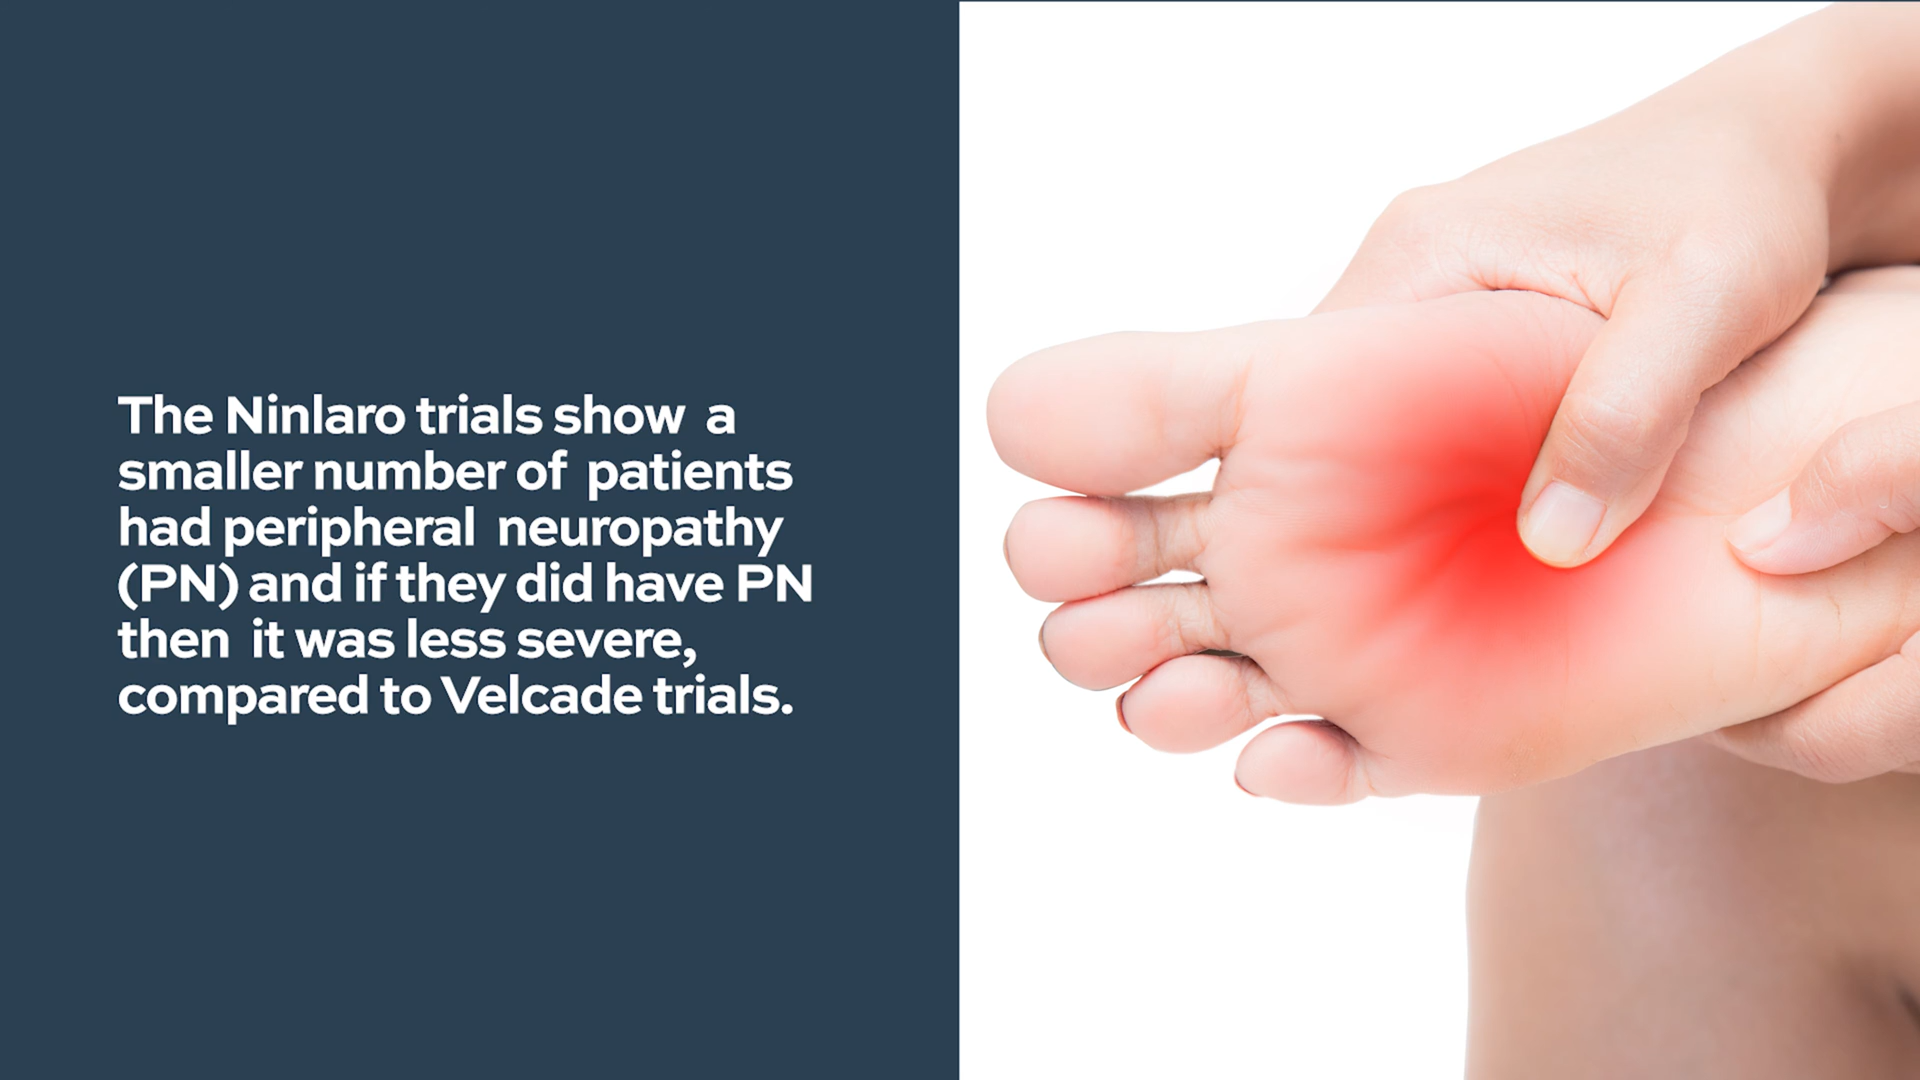 The Ninlaro trials show a
smaller number of patients
had peripheral neuropathy
(PN) and if they did have PN
then it was less severe,
compared to Velcade trials.